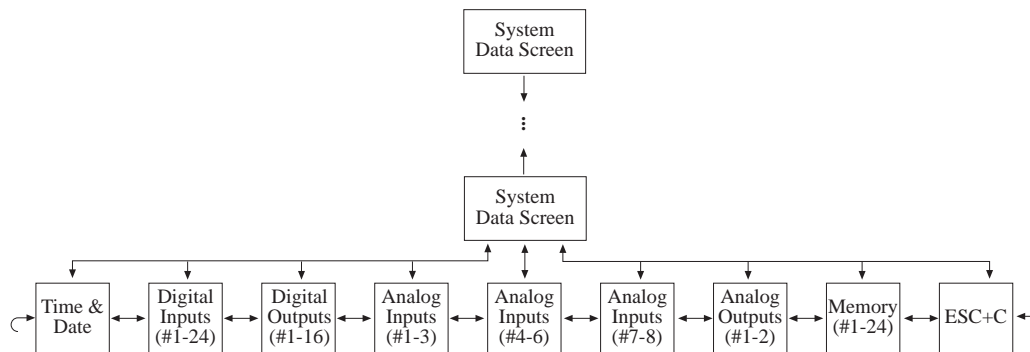 System
Data Screen
System
Data Screen
Time &
Date
Digital
Inputs
(#1-24)
Digital
Outputs
(#1-16)
Analog
Inputs
(#1-3)
Analog
Inputs
(#4-6)
Analog
Inputs
(#7-8)
Analog
Outputs
(#1-2)
Memory
(#1-24)
ESC+C